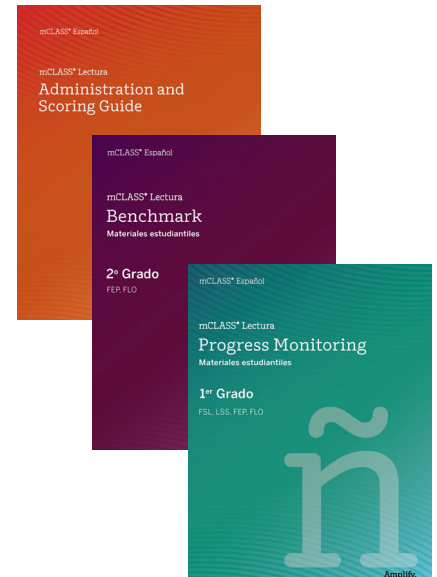 mCLASS® Español
mCLASS® Lectura
Administration and
Scoring Guide
mCLASS® Español
mCLASS® Lectura
Benchmark
Materiales estudiantiles
2º Grado
FEP, FLO
mCLASS® Español
mCLASS® Lectura
Progress Monitoring
Materiales estudiantiles
1er Grado
FSL, LSS, FEP, FLO
ñ
Amplify.